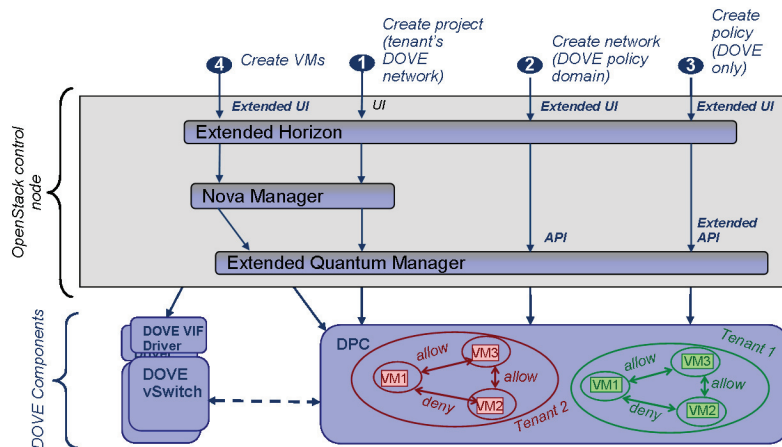 4
Create VMs
1
Create project
(tenant's
DOVE
network)
2
Create network
(DOVE policy
domain)
3
Create
policy
(DOVE
only)
Extended UI
UI
Extended UI
Extended UI
Extended Horizon
Nova Manager
API
Extended
API
Extended Quantum Manager
OpenStack control
node
DOVE Components
DOVE VIF
Driver
Driver
DOVE
vSwitch
DPC
VM1
allow
VM3
allow
deny
VM2
Tenant 2
Tenant 1
VM1
allow
VM3
allow
deny
VM2